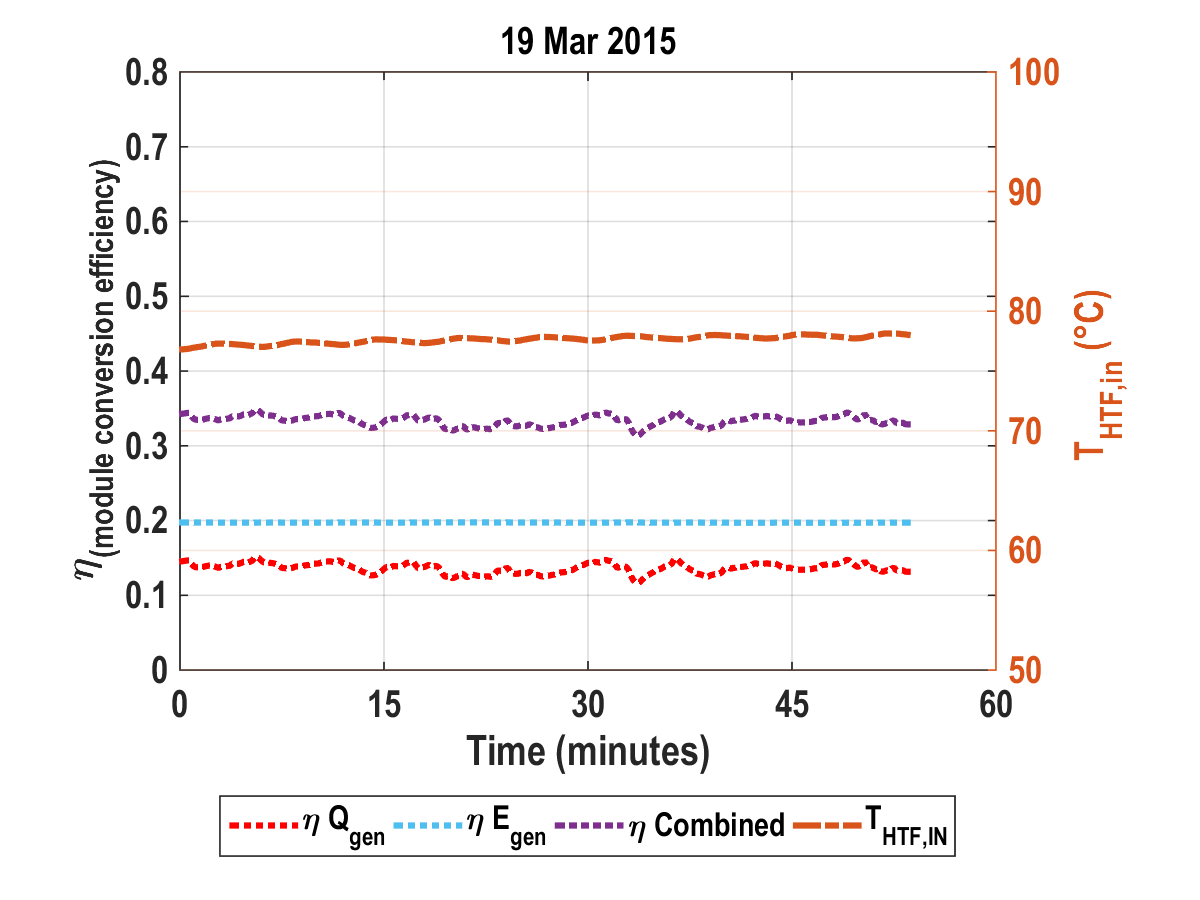 19 Mar 2015
0.8
0.7
0.6
0.5
0.4
0.3
0.2
0.1
0
η(module conversion efficiency)
100
90
80
70
60
50
THTF,in (°C)
0 15 30 45 60
Time (minutes)
η Qgen η Egen η Combined THTF,IN